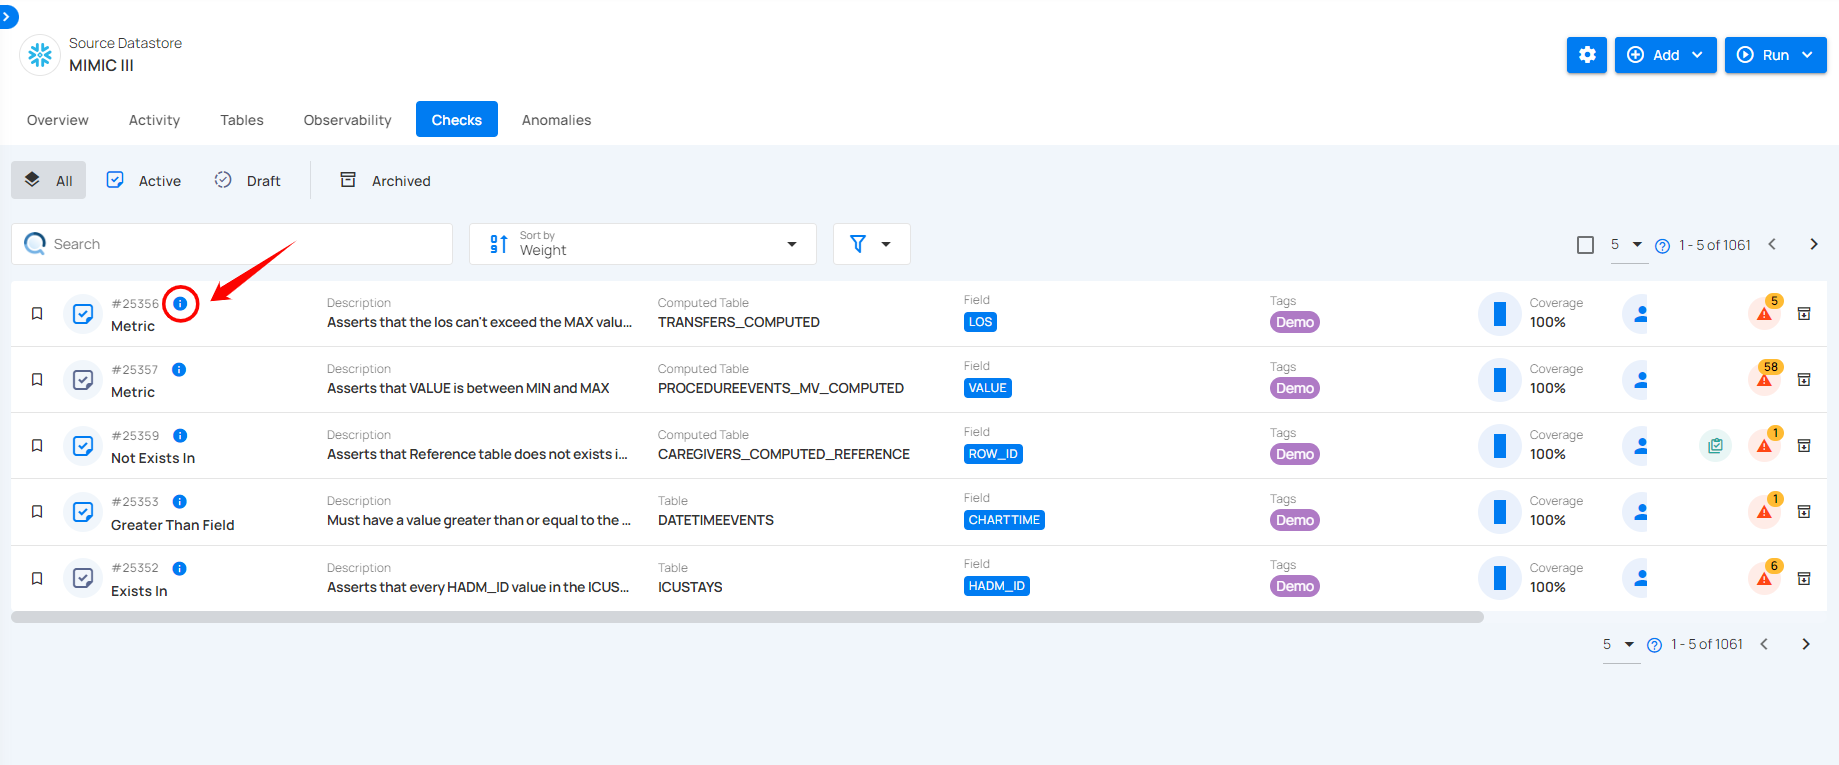 Source Datastore
MIMIC III
Add
Run
Overview
Activity
Tables
Observability
Checks
Anomalies
All
Active
Draft
Archived
Search
Sort by
Weight
5
1 - 5 of 1061
#25356
Metric
Description
Asserts that the los can't exceed the MAX valu...
Computed Table
TRANSFERS_COMPUTED
Field
LOS
Tags
Demo
Coverage
100%
5
#25357
Metric
Description
Asserts that VALUE is between MIN and MAX
Computed Table
PROCEDUREEVENTS_MV_COMPUTED
Field
VALUE
Tags
Demo
Coverage
100%
58
#25359
Not Exists In
Description
Asserts that Reference table does not exists i...
Computed Table
CAREGIVERS_COMPUTED_REFERENCE
Field
ROW_ID
Tags
Demo
Coverage
100%
1
#25353
Greater Than Field
Description
Must have a value greater than or equal to the ...
Table
DATETIMEEVENTS
Field
CHARTTIME
Tags
Demo
Coverage
100%
1
#25352
Exists In
Description
Asserts that every HADM_ID value in the ICUS...
Table
ICUSTAYS
Field
HADM_ID
Tags
Demo
Coverage
100%
6
5
1 - 5 of 1061